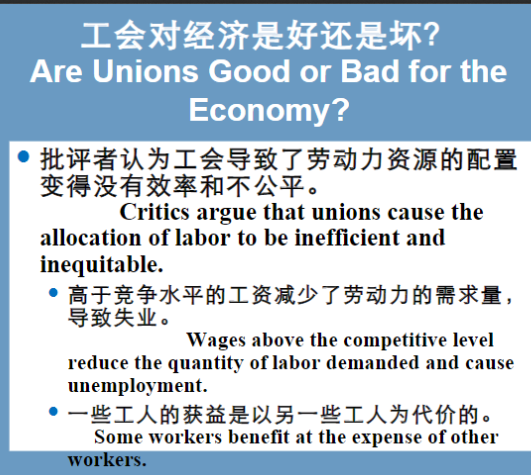 工会对经济是好还是坏?
Are Unions Good or Bad for the
Economy?
批评者认为工会导致了劳动力资源的配置
变得没有效率和不公平。
Critics argue that unions cause the
allocation of labor to be inefficient and
inequitable.
高于竞争水平的工资减少了劳动力的需求量，
导致失业。
Wages above the competitive level
reduce the quantity of labor demanded and cause
unemployment.
一些工人的获益是以另一些工人为代价的。
Some workers benefit at the expense of other
workers.